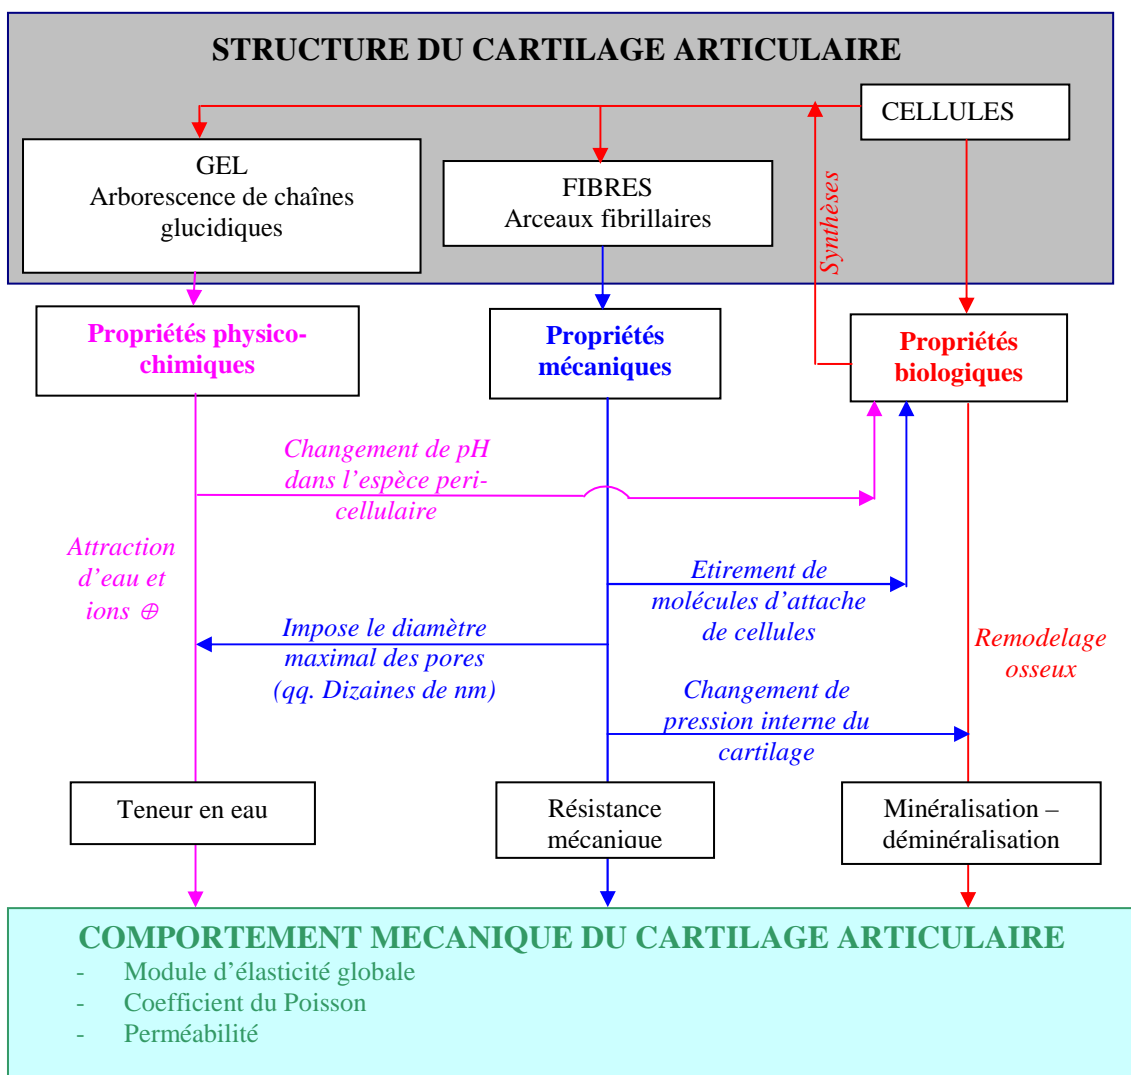 STRUCTURE DU CARTILAGE ARTICULAIRE
CELLULES
GEL
Arborescence de chaînes
glucidiques
FIBRES
Arceaux fibrillaires
Synthèses
Propriétés physico-
chimiques
Propriétés
mécaniques
Propriétés
biologiques
Changement de pH
dans l’espèce peri-
cellulaire
Attraction
d’eau et
ions ⊕
Etirement de
molécules d’attache
de cellules
Impose le diamètre
maximal des pores
(qq. Dizaines de nm)
Remodelage
osseux
Changement de
pression interne du
cartilage
Teneur en eau
Résistance
mécanique
Minéralisation –
déminéralisation
COMPORTEMENT MECANIQUE DU CARTILAGE ARTICULAIRE
- Module d’élasticité globale
- Coefficient du Poisson
- Perméabilité